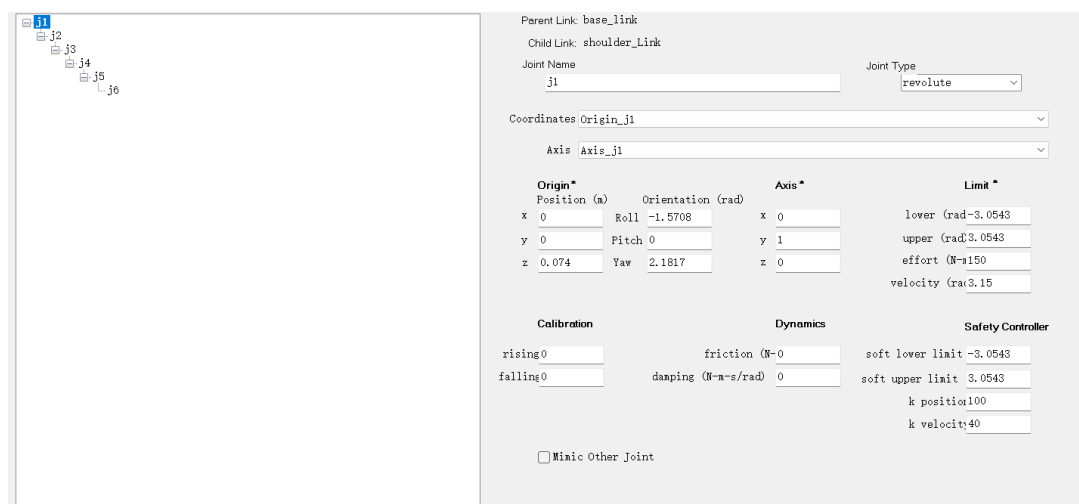 j1
j2
j3
j4
j5
j6
Parent Link: base_link
Child Link: shoulder_Link
Joint Name
j1
Joint Type
revolute
Coordinates Origin_j1
Axis Axis_j1
Origin* Axis* Limit *
Position (m) Orientation (rad)
x 0 Roll -1.5708 x 0 lower (rad -3.0543
y 0 Pitch 0 y 1 upper (rad) 3.0543
z 0.074 Yaw 2.1817 z 0 effort (N-m 150
velocity (rad 3.15
Calibration Dynamics Safety Controller
rising 0 friction (N- 0 soft lower limit -3.0543
falling 0 damping (N-m-s/rad) 0 soft upper limit 3.0543
k position 100
k velocity 40
Mimic Other Joint